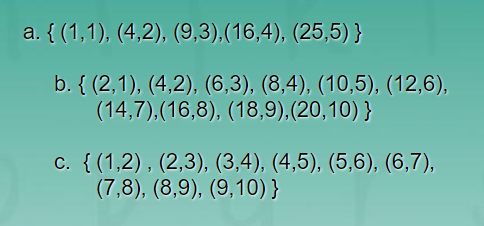 a. { (1,1), (4,2), (9,3),(16,4), (25,5) }
b. { (2,1), (4,2), (6,3), (8,4), (10,5), (12,6),
(14,7),(16,8), (18,9),(20,10) }
c. { (1,2) , (2,3), (3,4), (4,5), (5,6), (6,7),
(7,8), (8,9), (9,10) }